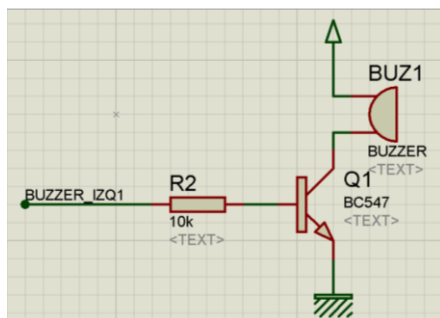 BUZ1
BUZZER
<TEXT>
BUZZER_IZQ1
R2
10k
<TEXT>
Q1
BC547
<TEXT>